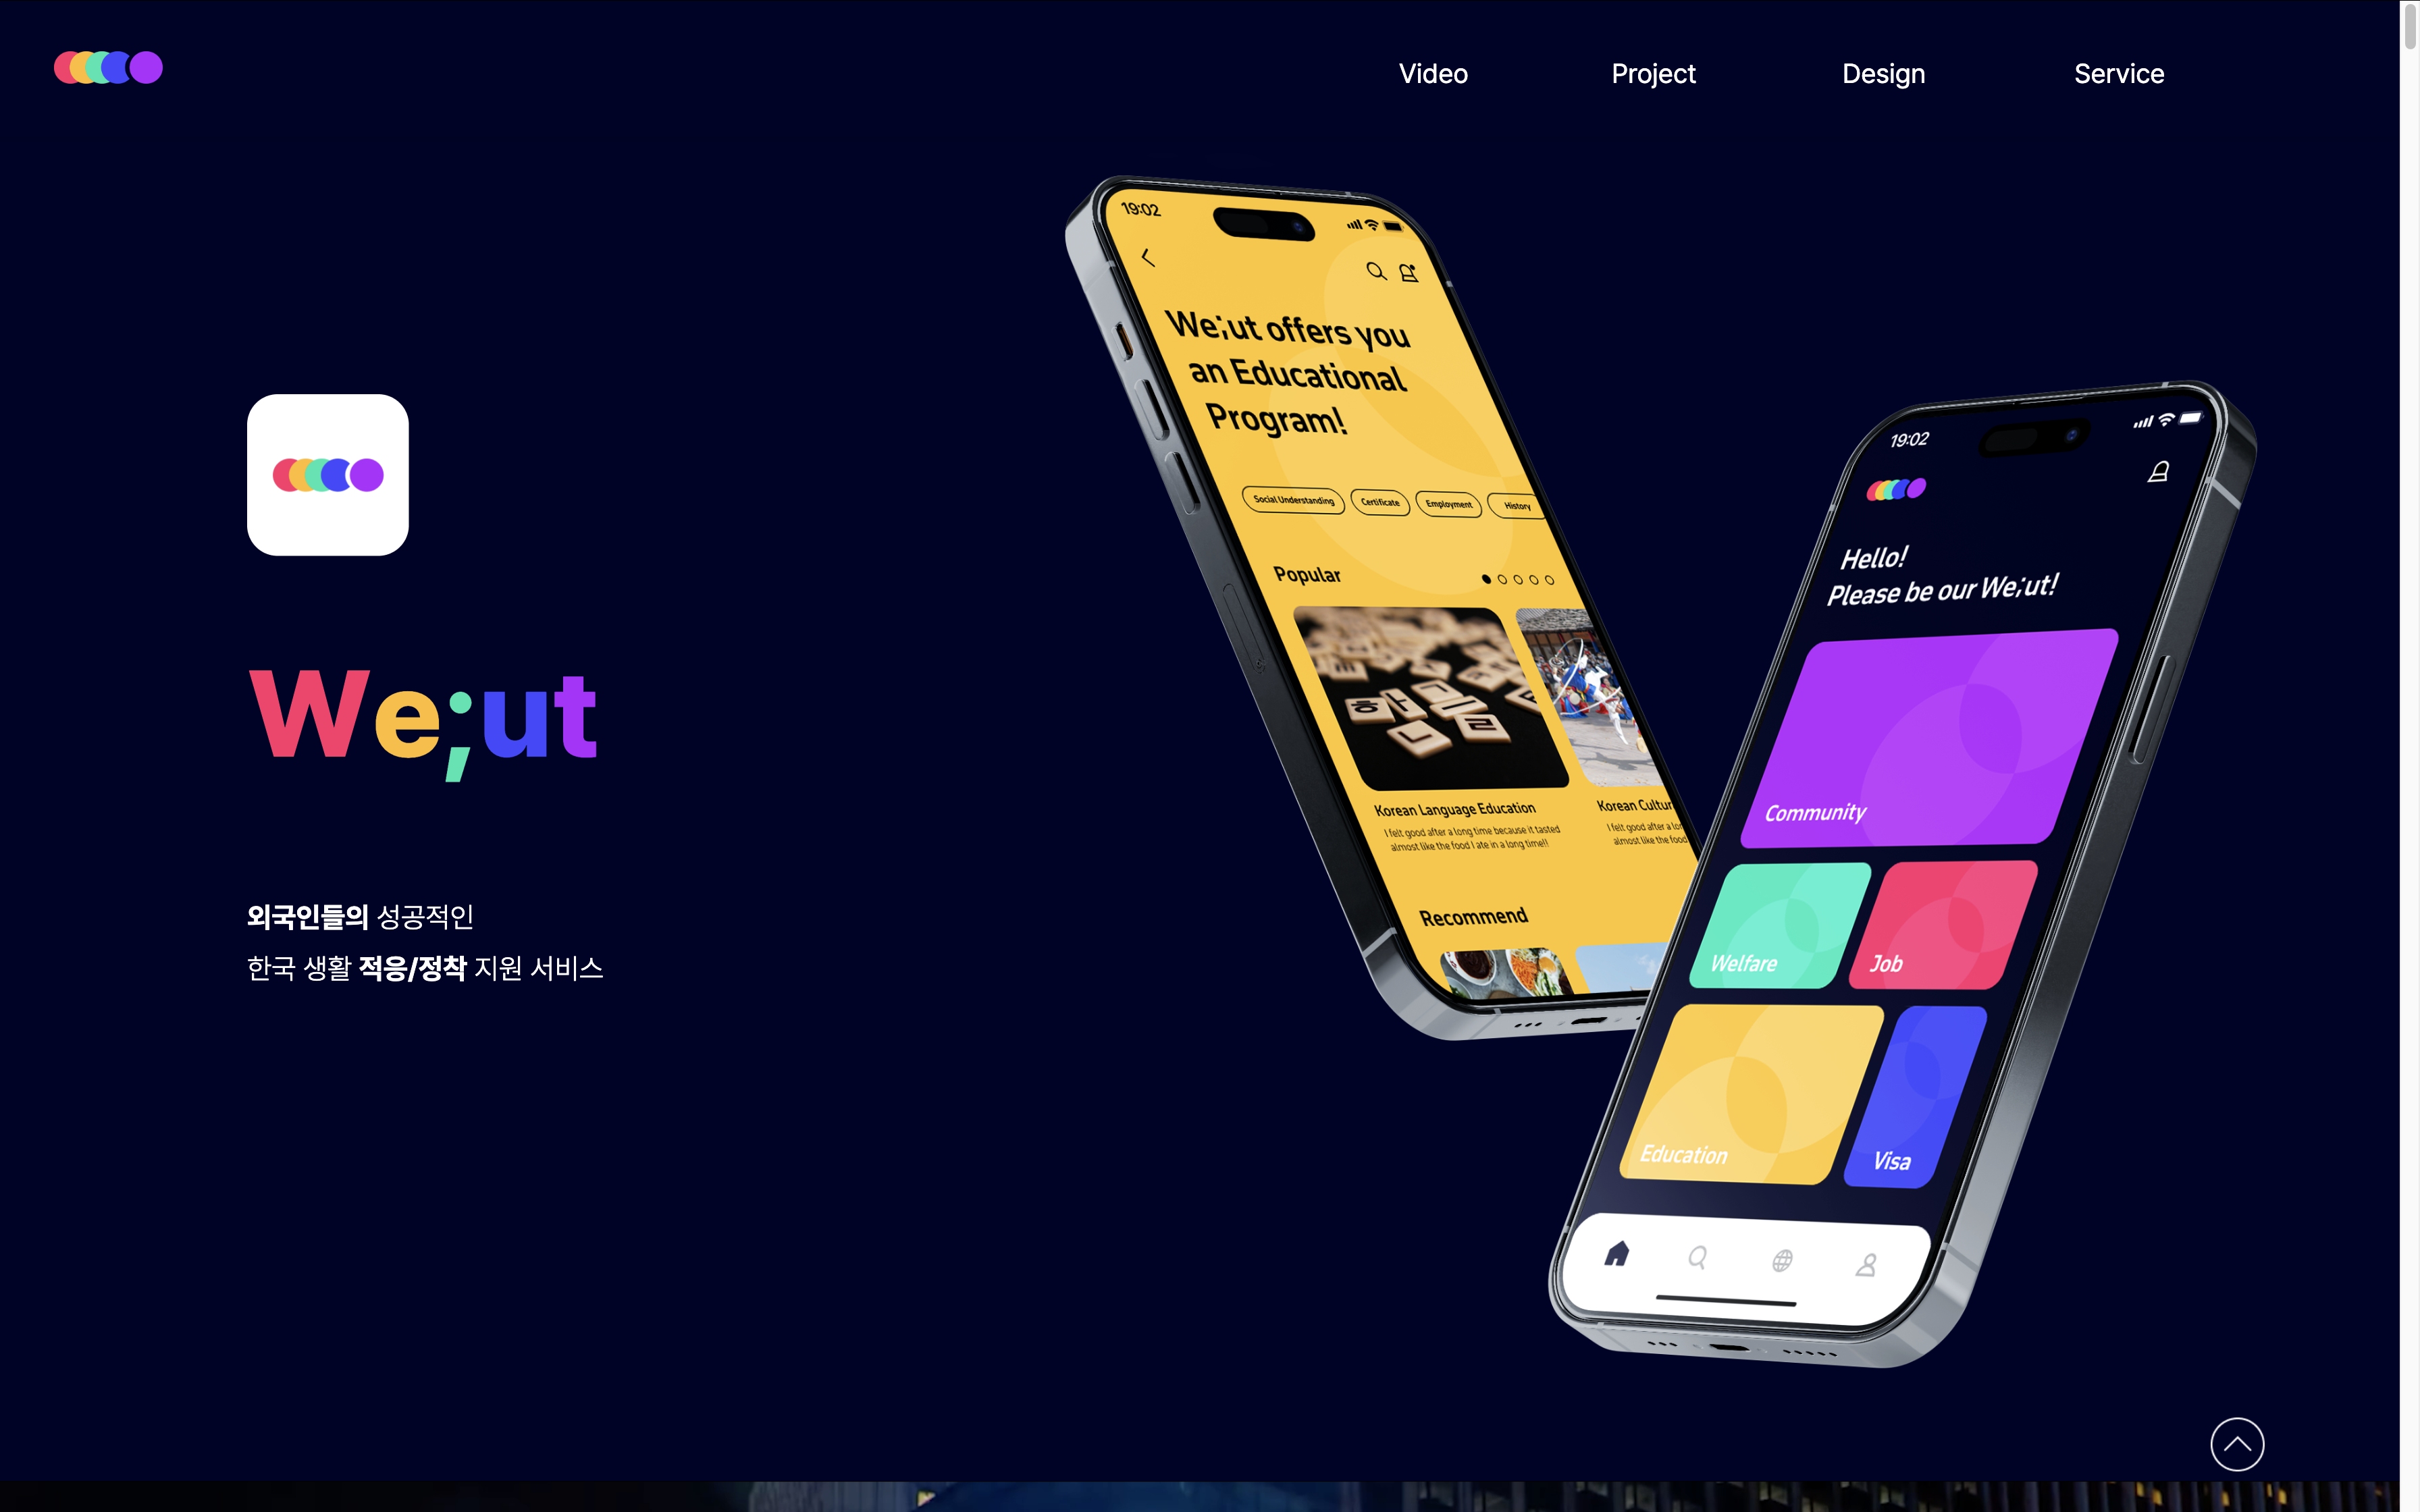 Video
Project
Design
Service
We;ut
외국인들의 성공적인
한국 생활 적응/정착 지원 서비스
19:02
We;ut offers you
an Educational
Program!
Social Understanding
Certificate
Employment
History
Popular
하 ㅏ ㄱ ㅣ ㄴ ㄹ
Korean Language Education
I felt good after a long time because it tasted
almost like the food I ate in a long time!!
Korean Cultur
I felt good after a lon
almost like the food
Recommend
19:02
Hello!
Please be our We;ut!
Community
Welfare
Job
Education
Visa